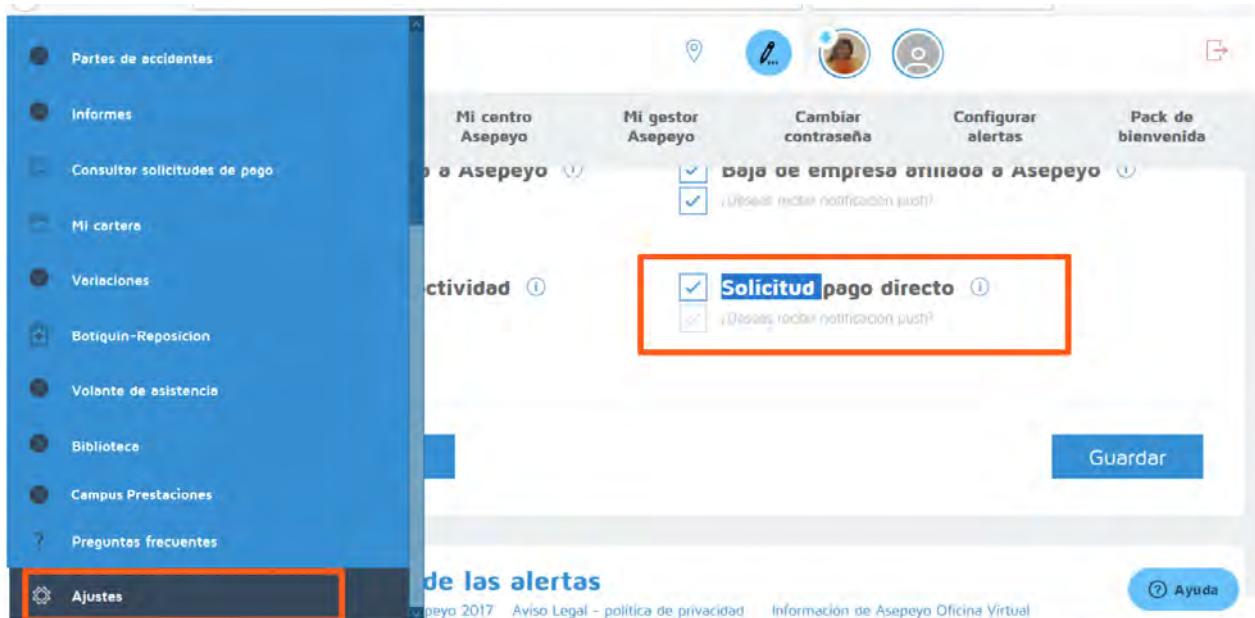 Partes de accidentes
Informes
Consultar solicitudes de pago
Mi cartera
Variaciones
Botiquin-Reposicion
Volante de asistencia
Biblioteca
Campus Prestaciones
Preguntas frecuentes
Ajustes
Mi centro Asepeyo
Mi gestor Asepeyo
Cambiar contraseña
Configurar alertas
Pack de bienvenida
a Asepeyo
Baja de empresa afiliada a Asepeyo
¿Deseas recibir notificación push?
ctividad
Solicitud pago directo
¿Deseas recibir notificación push?
Guardar
de las alertas
peyo 2017 Aviso Legal - política de privacidad Información de Asepeyo Oficina Virtual
Ayuda